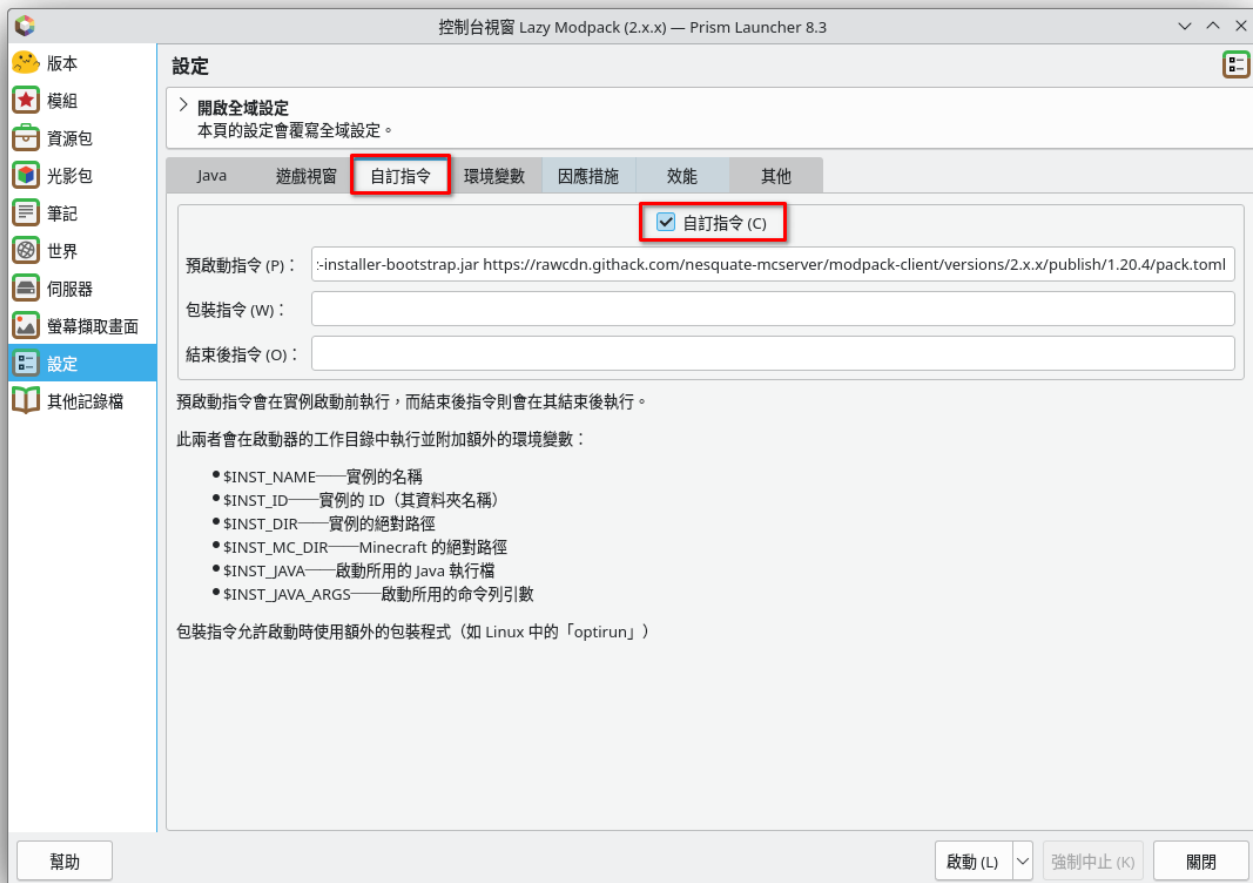 控制台視窗 Lazy Modpack (2.x.x) — Prism Launcher 8.3
版本
模組
資源包
光影包
筆記
世界
伺服器
螢幕擷取畫面
設定
其他記錄檔
設定
開啟全域設定
本頁的設定會覆寫全域設定。
Java 遊戲視窗 自訂指令 環境變數 因應措施 效能 其他
自訂指令 (C)
預啟動指令 (P)： :-installer-bootstrap.jar https://rawcdn.githack.com/nesquate-mcserver/modpack-client/versions/2.x.x/publish/1.20.4/pack.toml
包裝指令 (W)：
結束後指令 (O)：
預啟動指令會在實例啟動前執行，而結束後指令則會在其結束後執行。
此兩者會在啟動器的工作目錄中執行並附加額外的環境變數：
● $INST_NAME——實例的名稱
● $INST_ID——實例的 ID（其資料夾名稱）
● $INST_DIR——實例的絕對路徑
● $INST_MC_DIR——Minecraft 的絕對路徑
● $INST_JAVA——啟動所用的 Java 執行檔
● $INST_JAVA_ARGS——啟動所用的命令列引數
包裝指令允許啟動時使用額外的包裝程式（如 Linux 中的「optirun」）
幫助 啟動 (L) 強制中止 (K) 關閉